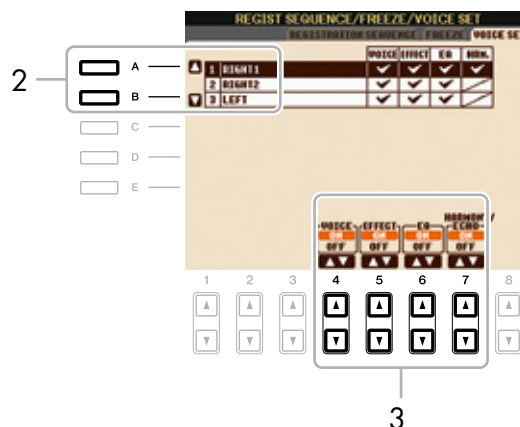 REGIST SEQUENCE/FREEZE/VOICE SET
REGISTRATION SEQUENCE FREEZE VOICE SE
VOICE EFFECT EQ HAR.
1 RIGHT1
2 RIGHT2
3 LEFT
2
A
B
C
D
E
HARMONY/
VOICE EFFECT EQ ECHO
ON ON ON ON
OFF OFF OFF OFF
1 2 3 4 5 6 7 8
3